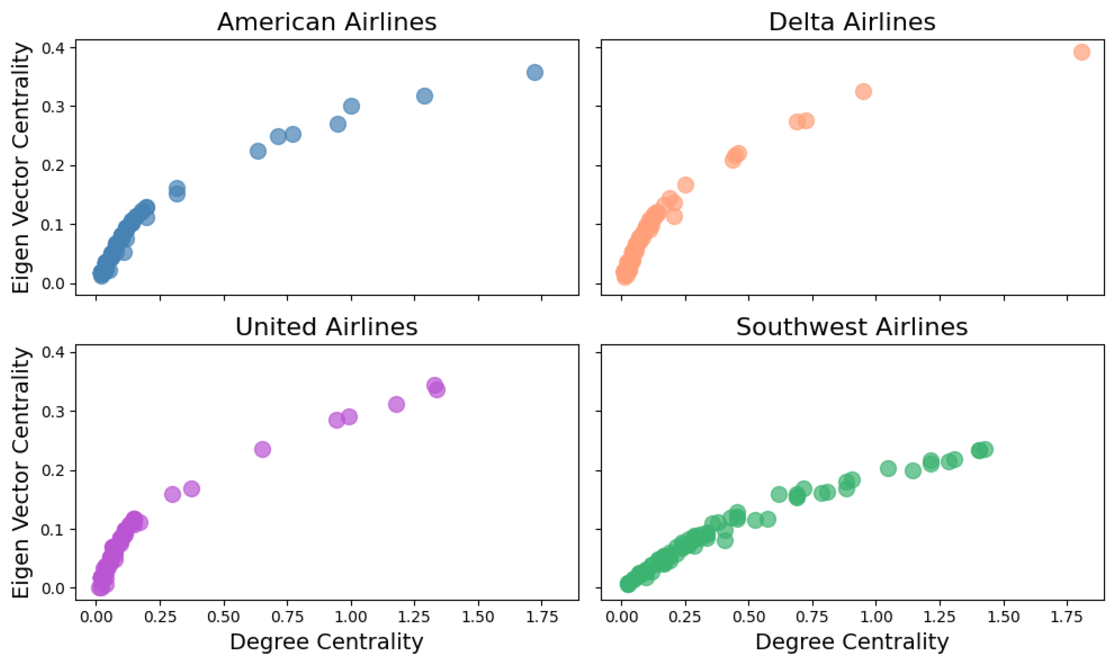 American Airlines
Delta Airlines
Eigen Vector Centrality
0.4
0.3
0.2
0.1
0.0
United Airlines
Southwest Airlines
Eigen Vector Centrality
0.4
0.3
0.2
0.1
0.0
0.00 0.25 0.50 0.75 1.00 1.25 1.50 1.75
0.00 0.25 0.50 0.75 1.00 1.25 1.50 1.75
Degree Centrality
Degree Centrality